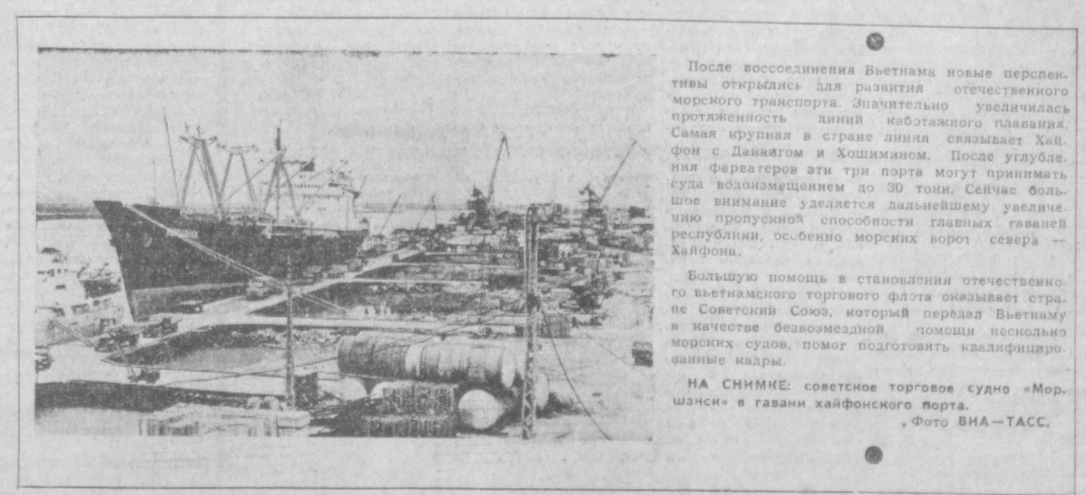 После воссоединения Вьетнама новые перспек-
тивы открылись для развития отечественного
морского транспорта. Значительно увеличилась
протяженность линий каботажного плавания.
Самая крупная в стране линия связывает Хай
фон с Данангом и Хошимином. После углубле-
ния фарватеров эти три порта могут принимать
суда водоизмещением до 30 тонн. Сейчас боль-
шое внимание уделяется дальнейшему увеличе.
нию пропускной способности главных гаваней
республики, особенно морских ворот севера —
Хайфона.
Большую помощь в становлении отечественно.
го вьетнамского торгового флота оказывает стра-
не Советский Союз, который передал Вьетнаму
в качестве безвозмездной помощи несколько
морских судов, помог подготовить квалифициро
ванные кадры.
НА СНИМКЕ: советское торговое судно «Мор-
шанск» в гавани хайфонского порта.
Фото ВИА—ТАСС.